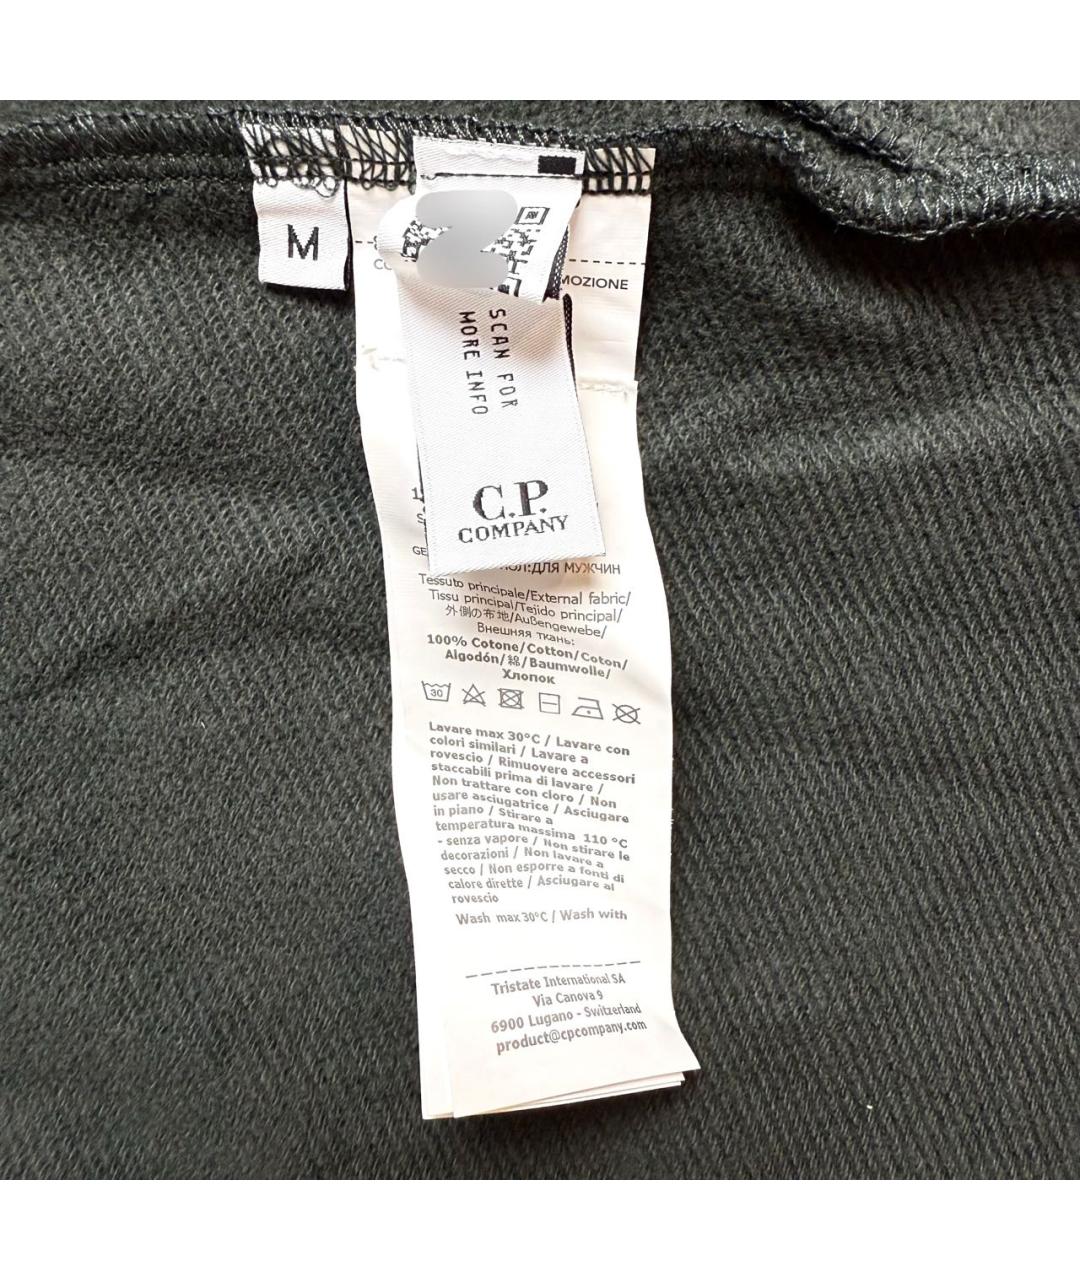 M
MOZIONE
SCAN FOR
MORE INFO
C.P.
COMPANY
ДЛЯ МУЖЧИН
Tessuto principale/External fabric/
Tissu principal/Tejido principal/
外側の布地/Außengewebe/
Внешняя ткань:
100% Cotone/Cotton/Coton/
Algodón/綿/Baumwolle/
Хлопок
30
Lavare max 30°C / Lavare con
colori similari / Lavare a
rovescio / Rimuovere accessori
staccabili prima di lavare /
Non trattare con cloro / Non
usare asciugatrice / Asciugare
in piano / Stirare a
temperatura massima 110 °C
- senza vapore / Non stirare le
decorazioni / Non lavare a
secco / Non esporre a fonti di
calore dirette / Asciugare al
rovescio
Wash max 30°C / Wash with
Tristate International SA
Via Canova 9
6900 Lugano - Switzerland
product@cpcompany.com